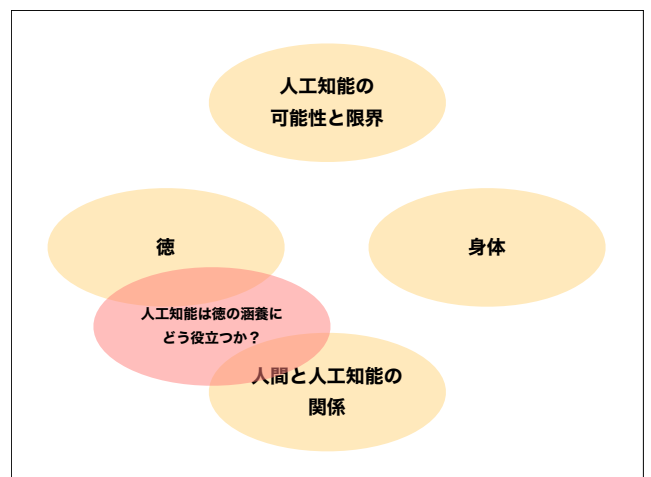 人工知能の
可能性と限界
徳
身体
人工知能は徳の涵養に
どう役立つか？
人間と人工知能の
関係